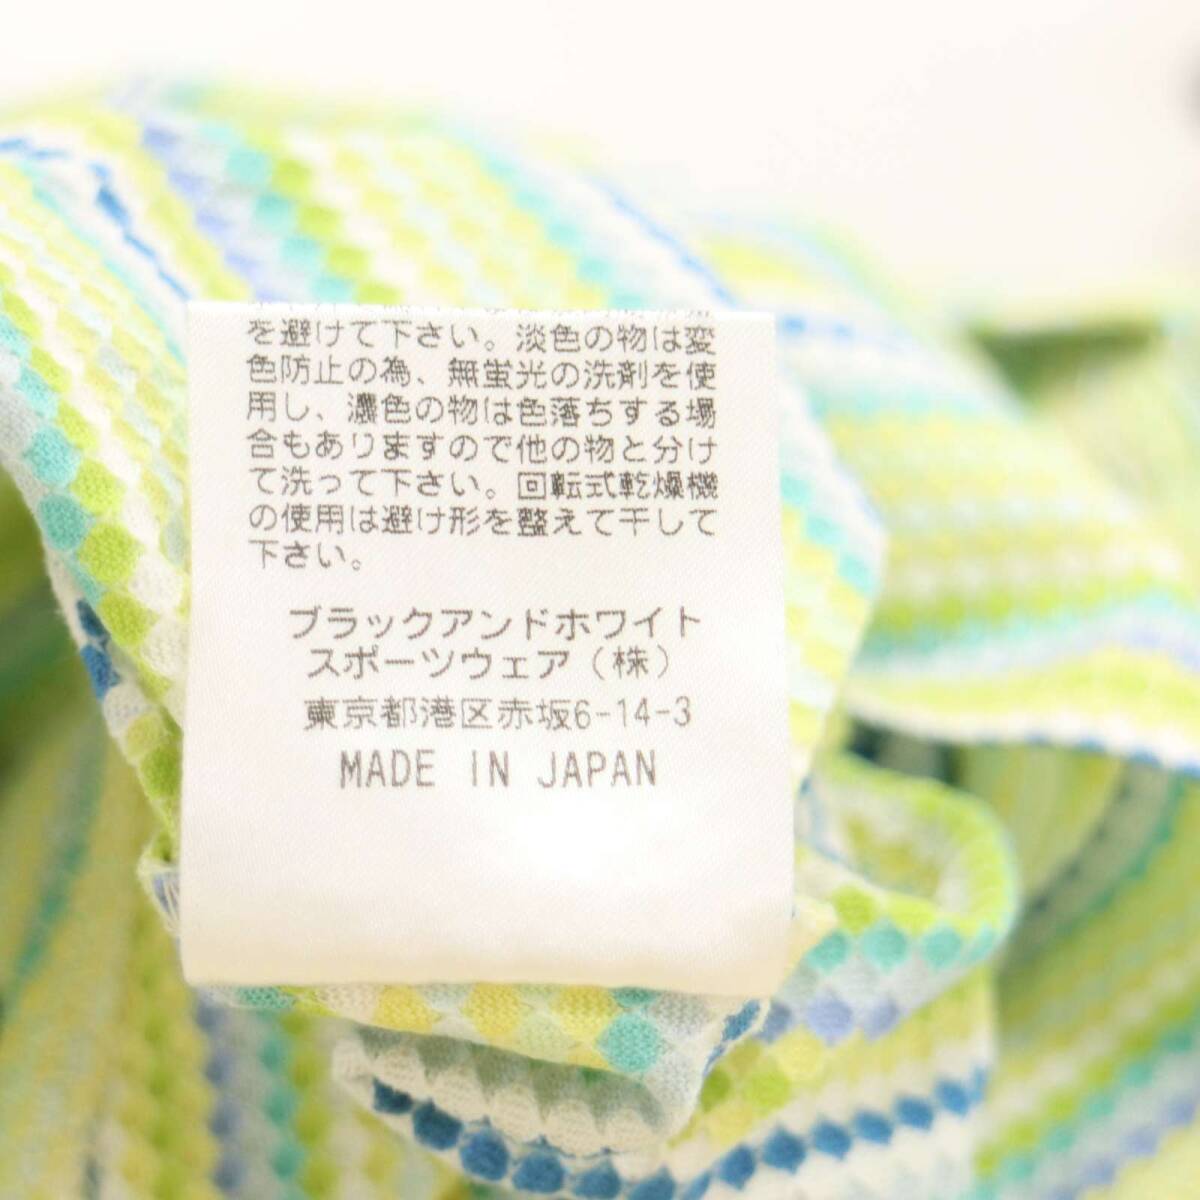 を避けて下さい。淡色の物は変
色防止の為、無蛍光の洗剤を使
用し、濃色の物は色落ちする場
合もありますので他の物と分け
て洗って下さい。回転式乾燥機
の使用は避け形を整えて干して
下さい。
ブラックアンドホワイト
スポーツウェア（株）
東京都港区赤坂6-14-3
MADE IN JAPAN